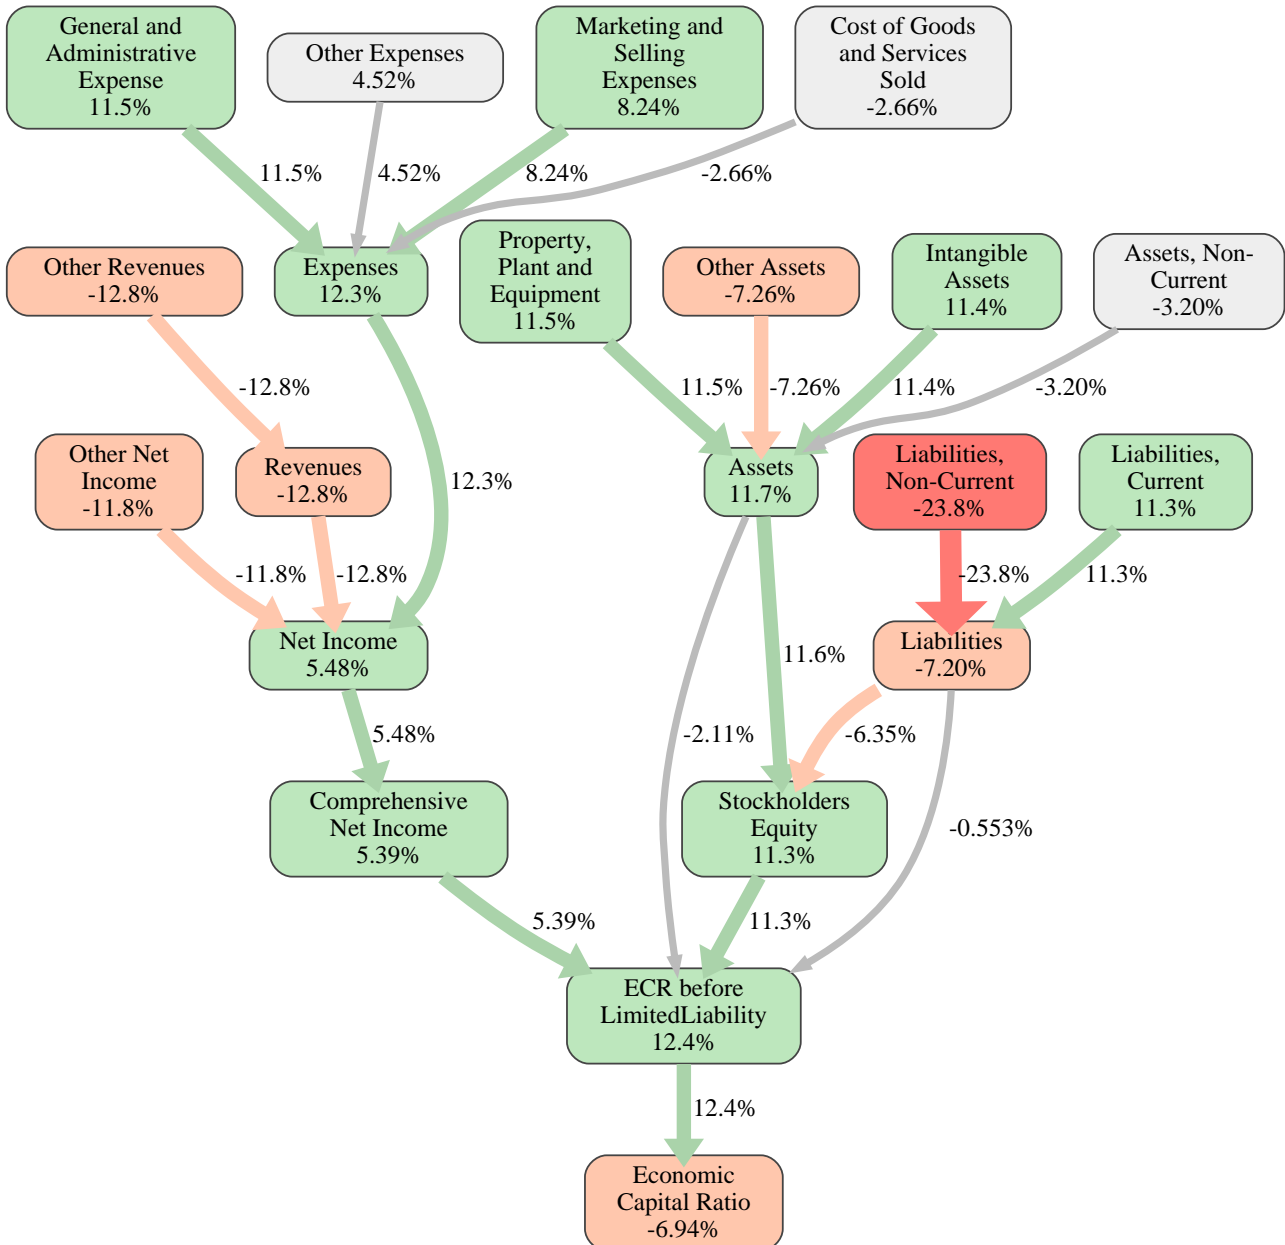 General and
Administrative
Expense
11.5%
Other Expenses
4.52%
Marketing and
Selling
Expenses
8.24%
Cost of Goods
and Services
Sold
-2.66%
11.5%
4.52%
8.24%
-2.66%
Other Revenues
-12.8%
Expenses
12.3%
Property,
Plant and
Equipment
11.5%
Other Assets
-7.26%
Intangible
Assets
11.4%
Assets, Non-
Current
-3.20%
-12.8%
11.5%
-7.26%
11.4%
-3.20%
Other Net
Income
-11.8%
Revenues
-12.8%
12.3%
Assets
11.7%
Liabilities,
Non-Current
-23.8%
Liabilities,
Current
11.3%
-11.8%
-12.8%
-23.8%
11.3%
Net Income
5.48%
11.6%
Liabilities
-7.20%
5.48%
-2.11%
-6.35%
Comprehensive
Net Income
5.39%
Stockholders
Equity
11.3%
-0.553%
5.39%
11.3%
ECR before
LimitedLiability
12.4%
12.4%
Economic
Capital Ratio
-6.94%